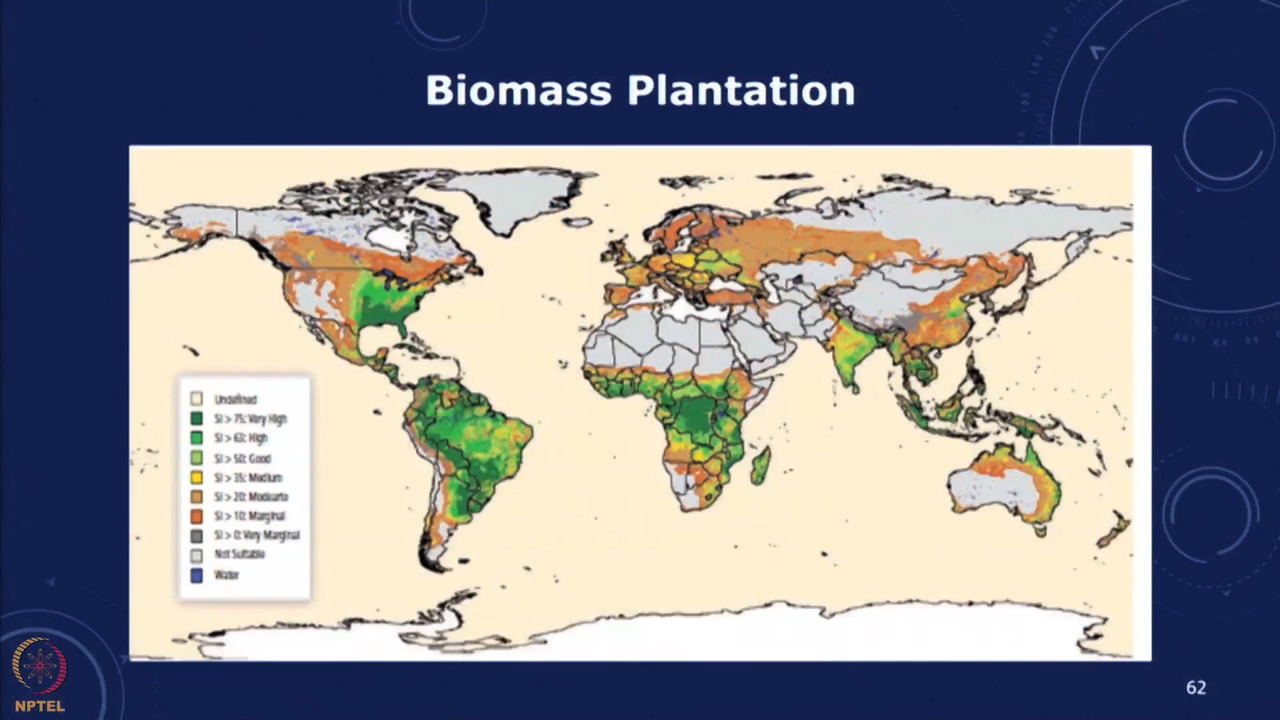 Biomass Plantation
Undefined
SI > 75: Very High
SI > 63: High
SI > 50: Good
SI > 35: Medium
SI > 20: Moderate
SI > 10: Marginal
SI > 0: Very Marginal
Not Suitable
Water
NPTEL
62